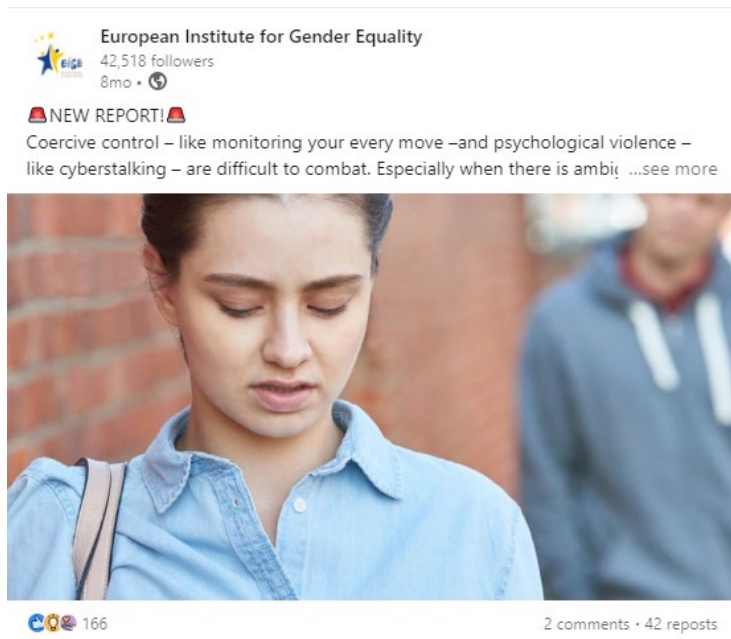 EIGE
European Institute for Gender Equality
42,518 followers
8mo •
🚨NEW REPORT!🚨
Coercive control – like monitoring your every move –and psychological violence –
like cyberstalking – are difficult to combat. Especially when there is ...see more
166
2 comments • 42 reposts